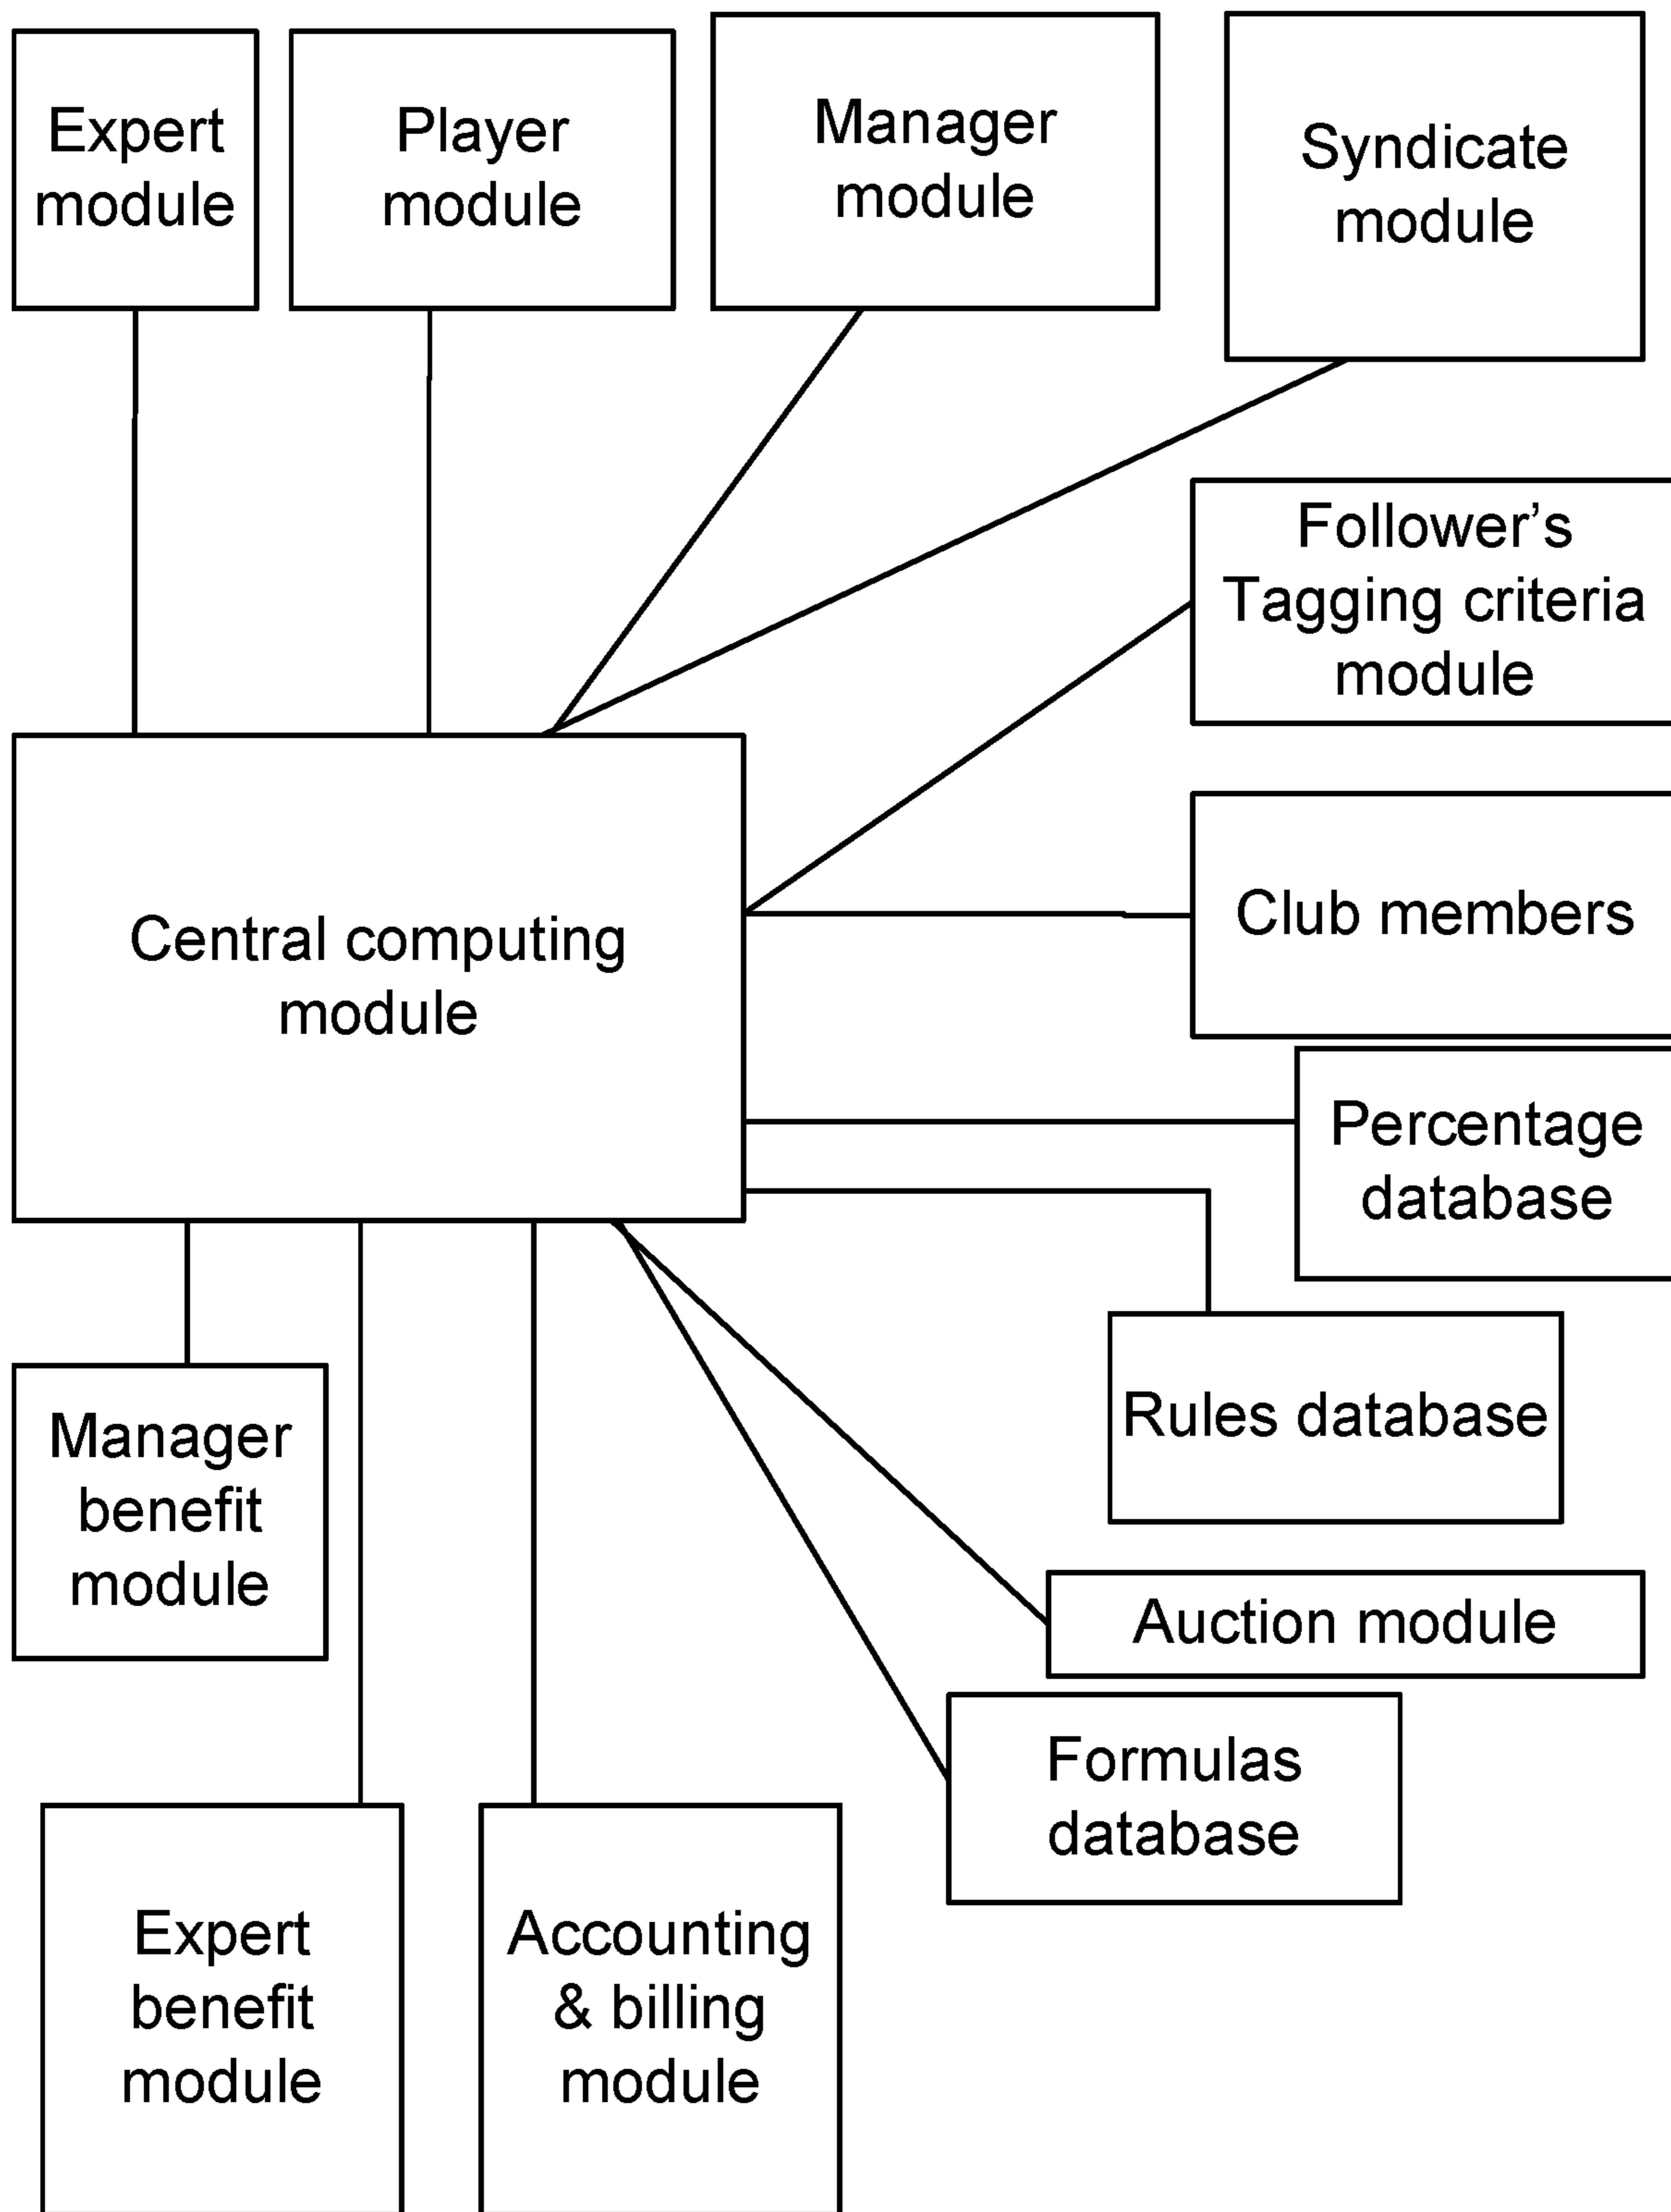 Expert
module
Player
module
Manager
module
Syndicate
module
Follower’s
Tagging criteria
module
Club members
Central computing
module
Percentage
database
Rules database
Manager
benefit
module
Auction module
Formulas
database
Expert
benefit
module
Accounting
& billing
module